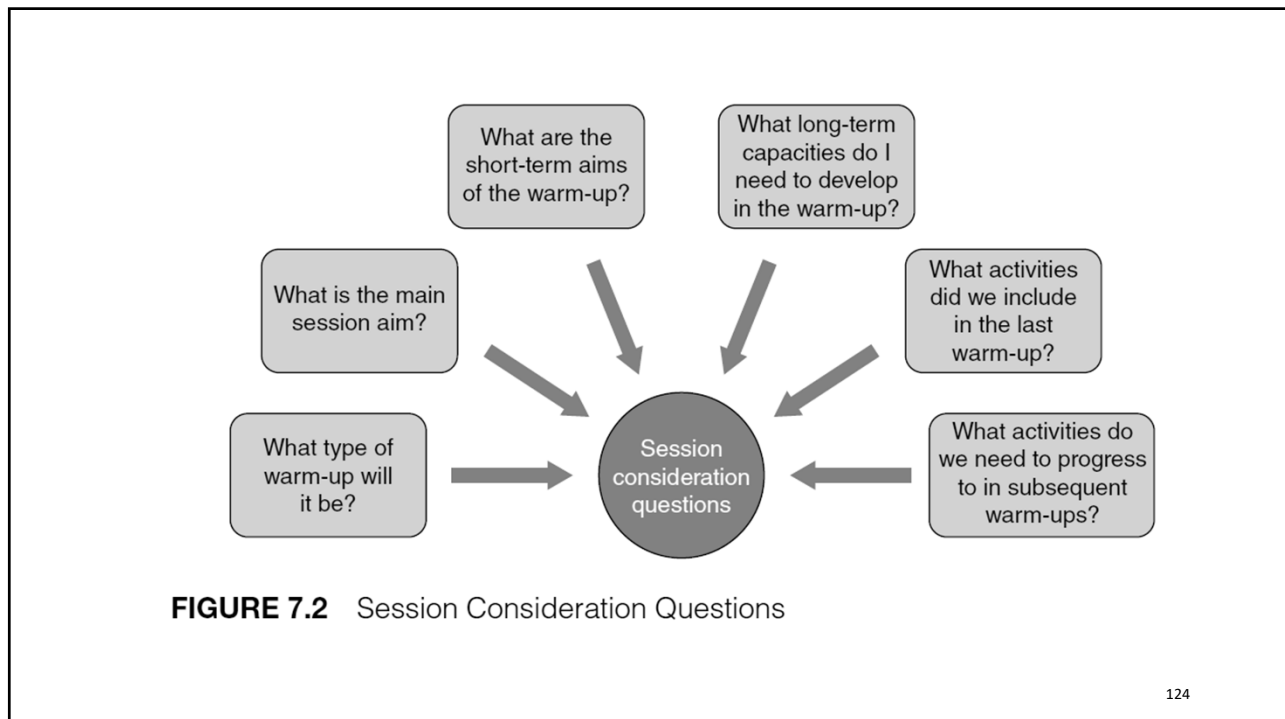 What type of
warm-up will
it be?
What is the main
session aim?
What are the
short-term aims
of the warm-up?
What long-term
capacities do I
need to develop
in the warm-up?
What activities
did we include
in the last
warm-up?
What activities do
we need to progress
to in subsequent
warm-ups?
Session
consideration
questions
FIGURE 7.2 Session Consideration Questions
124